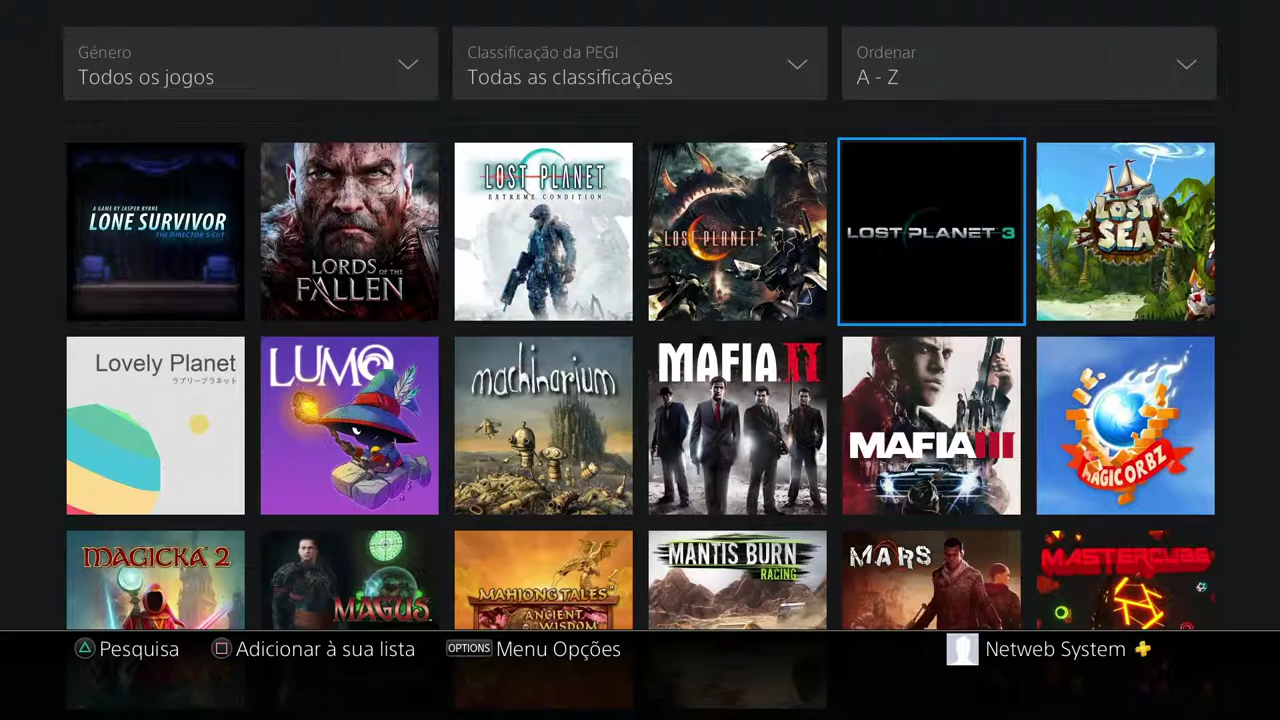 Género
Todos os jogos
Classificação da PEGI
Todas as classificações
Ordenar
A - Z
A GAME BY JASPER BYRNE
LONE SURVIVOR
THE DIRECTOR'S CUT
LORDS OF THE
FALLEN
LOST PLANET
EXTREME CONDITION
LOST PLANET 2
LOST PLANET 3
LOST
SEA
Lovely Planet
ラブリープラネット
LUMO
machinarium
MAFIA II
MAFIA III
MAGIC ORBZ
MAGICKA 2
MAGUS
MAHJONG TALES
ANCIENT
WISDOM
MANTIS BURN
RACING
MARS
MASTERCUBE
Pesquisa
Adicionar à sua lista
OPTIONS Menu Opções
Netweb System